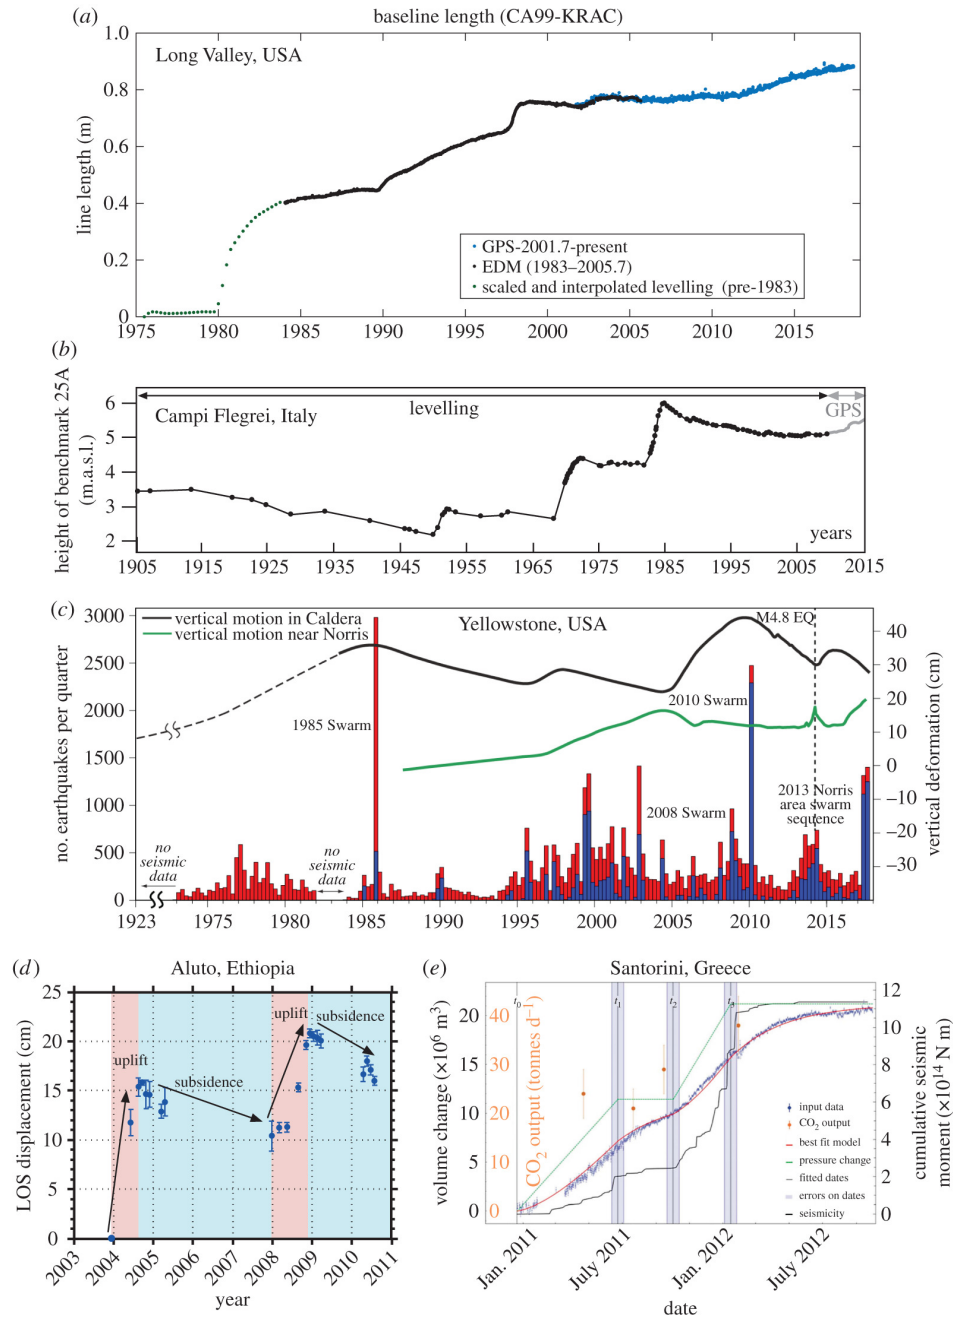 (a) baseline length (CA99-KRAC)
1.0
0.8
0.6
0.4
0.2
0
line length (m)
Long Valley, USA
GPS-2001.7-present
EDM (1983–2005.7)
scaled and interpolated levelling (pre-1983)
1975 1980 1985 1990 1995 2000 2005 2010 2015
(b)
height of benchmark 25A
(m.a.s.l.)
6
5
4
3
2
levelling
GPS
Campi Flegrei, Italy
years
1905 1915 1925 1935 1945 1955 1965 1975 1985 1995 2005 2015
(c)
no. earthquakes per quarter
3000
2500
2000
1500
1000
500
0
vertical motion in Caldera
vertical motion near Norris
Yellowstone, USA
M4.8 EQ
1985 Swarm
2010 Swarm
2008 Swarm
2013 Norris
area swarm
sequence
no
seismic
data
no
seismic
data
40
30
20
10
0
−10
−20
−30
vertical deformation (cm)
1923 1975 1980 1985 1990 1995 2000 2005 2010 2015
(d) Aluto, Ethiopia
LOS displacement (cm)
25
20
15
10
5
0
uplift
subsidence
uplift
subsidence
2003 2004 2005 2006 2007 2008 2009 2010 2011
year
(e) Santorini, Greece
volume change (×10⁶ m³)
20
15
10
5
0
CO₂ output (tonnes d⁻¹)
40
30
20
10
0
t₀ t₁ t₂ t₃
input data
CO₂ output
best fit model
pressure change
fitted dates
errors on dates
seismicity
12
10
8
6
4
2
0
cumulative seismic
moment (×10¹⁴ N m)
Jan. 2011 July 2011 Jan. 2012 July 2012
date